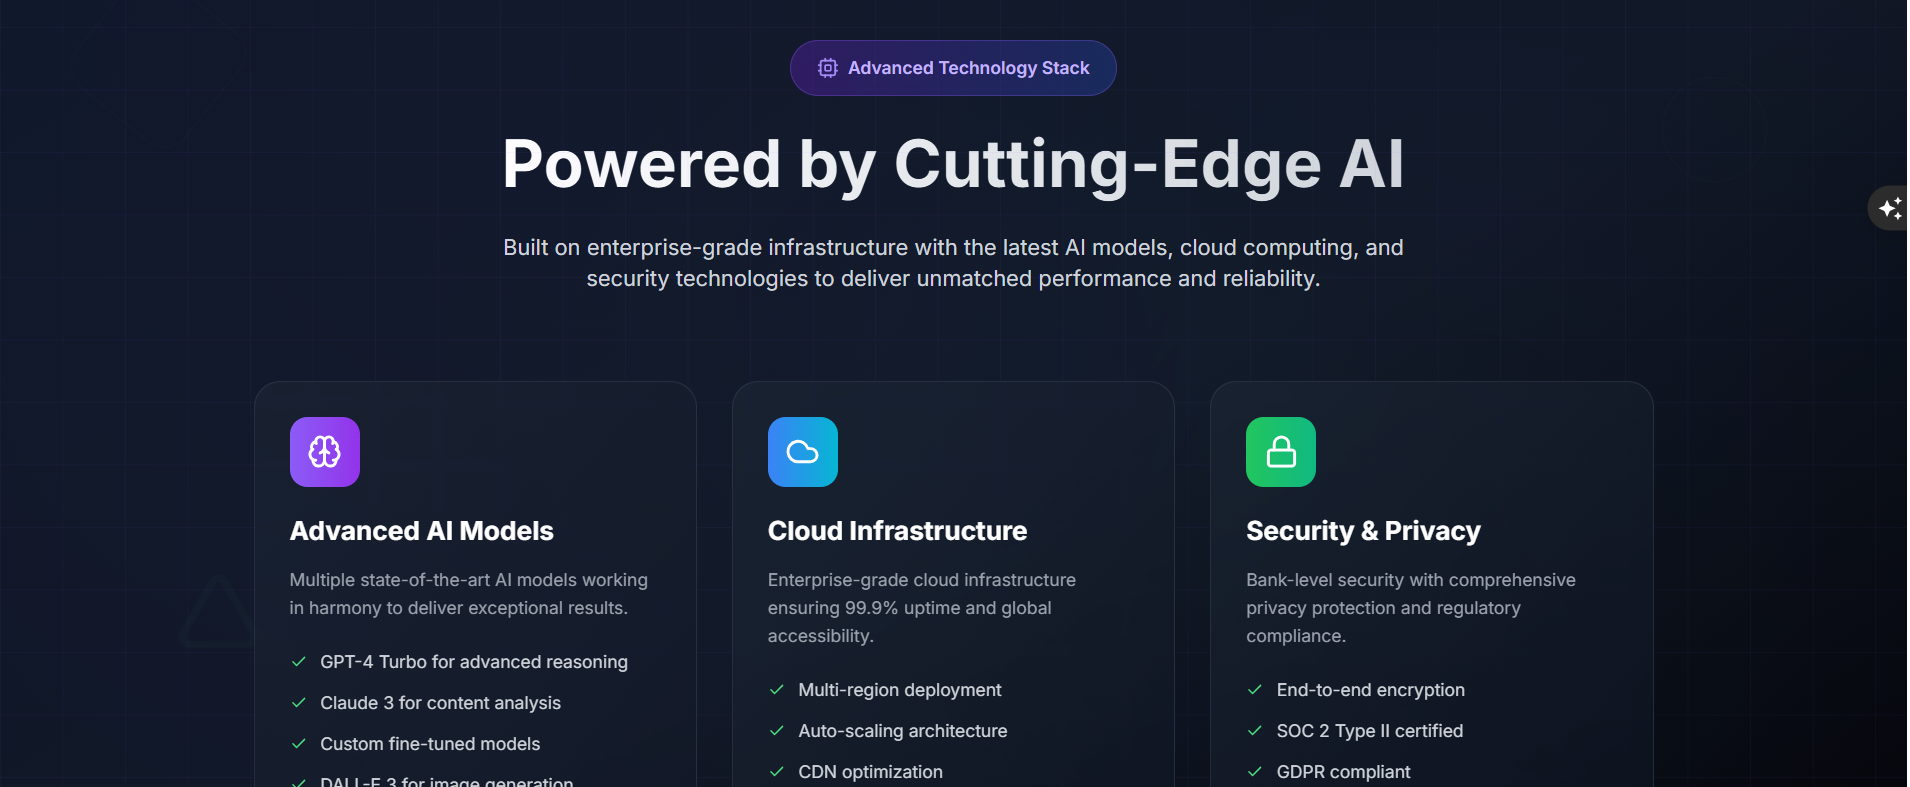 Advanced Technology Stack
Powered by Cutting-Edge AI
Built on enterprise-grade infrastructure with the latest AI models, cloud computing, and
security technologies to deliver unmatched performance and reliability.
Advanced AI Models
Multiple state-of-the-art AI models working
in harmony to deliver exceptional results.
GPT-4 Turbo for advanced reasoning
Claude 3 for content analysis
Custom fine-tuned models
DALL-E 3 for image generation
Cloud Infrastructure
Enterprise-grade cloud infrastructure
ensuring 99.9% uptime and global
accessibility.
Multi-region deployment
Auto-scaling architecture
CDN optimization
Security & Privacy
Bank-level security with comprehensive
privacy protection and regulatory
compliance.
End-to-end encryption
SOC 2 Type II certified
GDPR compliant